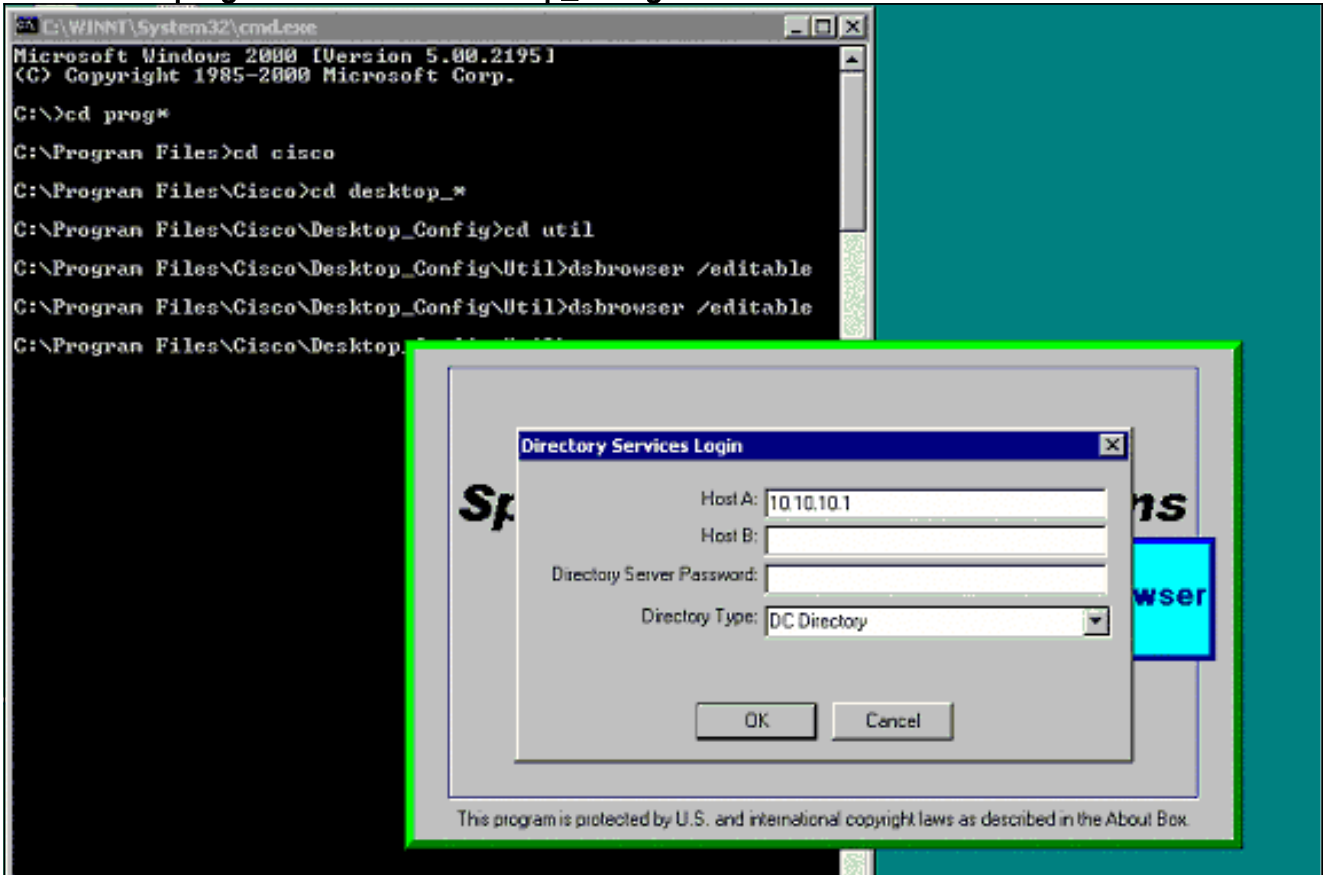 C:\WINNT\System32\cmd.exe
Microsoft Windows 2000 [Version 5.00.2195]
(C) Copyright 1985-2000 Microsoft Corp.
C:\>cd prog*
C:\Program Files>cd cisco
C:\Program Files\Cisco>cd desktop_*
C:\Program Files\Cisco\Desktop_Config>cd util
C:\Program Files\Cisco\Desktop_Config\Util>dsbrowser /editable
C:\Program Files\Cisco\Desktop_Config\Util>dsbrowser /editable
C:\Program Files\Cisco\Desktop
Directory Services Login
Sp
ns
Host A: 10.10.10.1
Host B:
Directory Server Password:
wser
Directory Type: DC Directory
OK Cancel
This program is protected by U.S. and international copyright laws as described in the About Box.